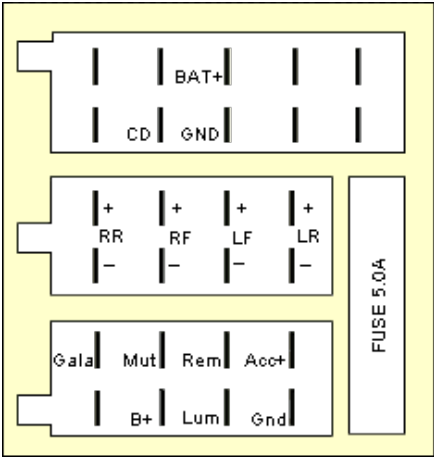 BAT+
CD GND
+ + + +
RR RF LF LR
− − − −
Gala Mut Rem Acc+
B+ Lum Gnd
FUSE 5.0A